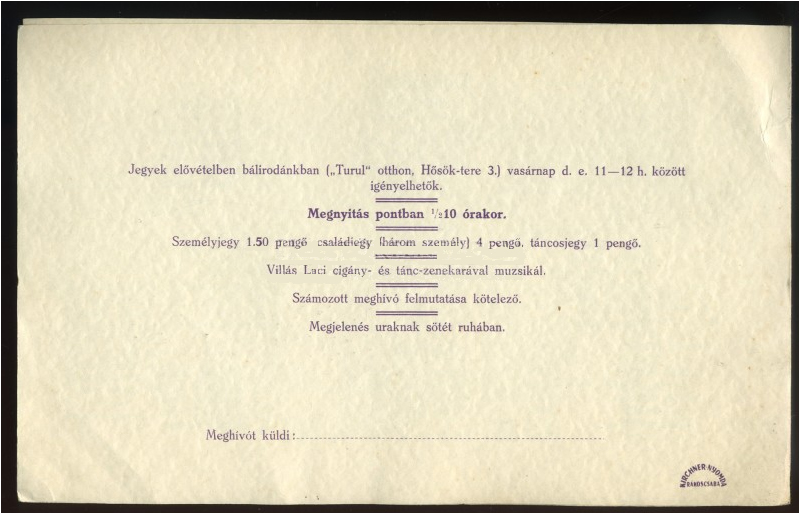 Jegyek elővételben bálirodánkban („Turul“ otthon, Hősök-tere 3.) vasárnap d. e. 11—12 h. között
igényelhetők.
Megnyitás pontban ½10 órakor.
Személyjegy 1.50 pengő családjegy (három személy) 4 pengő. táncosjegy 1 pengő.
Villás Laci cigány- és tánc-zenekarával muzsikál.
Számozott meghívó felmutatása kötelező.
Megjelenés uraknak sötét ruhában.
Meghívót küldi:
KIRCHNER-NYOMDA
RÁKOSCSABA